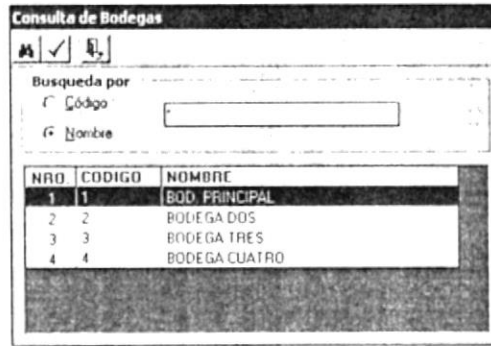 Consulta de Bodegas
Busqueda por
Código
Nombre
NRO. CODIGO NOMBRE
1 1 BOD. PRINCIPAL
2 2 BODEGA DOS
3 3 BODEGA TRES
4 4 BODEGA CUATRO